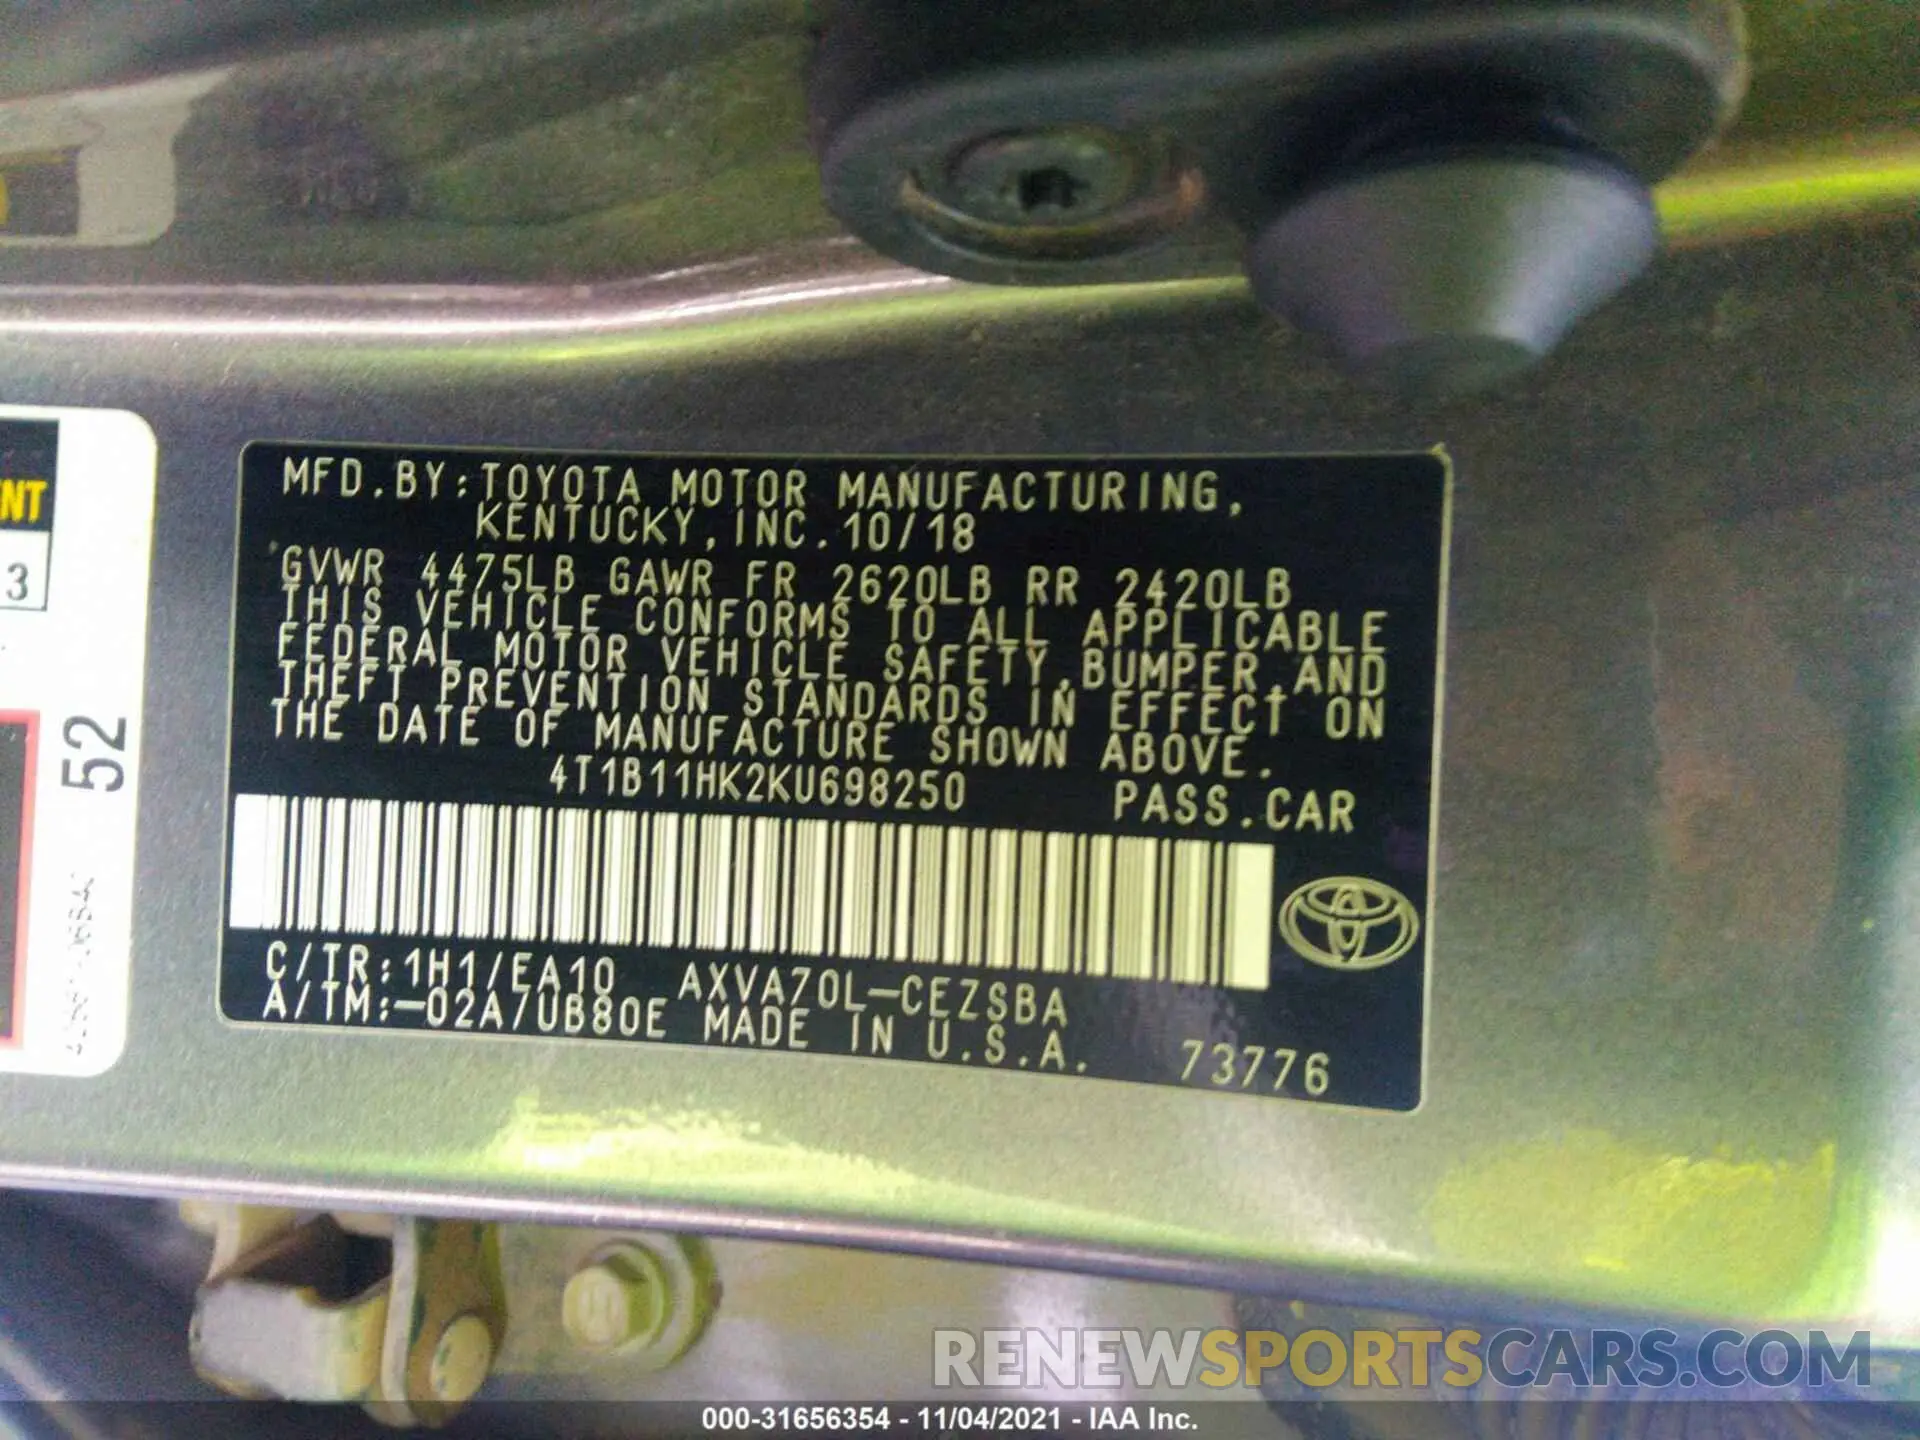 ENT
3
52
MFD.BY:TOYOTA MOTOR MANUFACTURING,
KENTUCKY,INC.10/18
GVWR 4475LB GAWR FR 2620LB RR 2420LB
THIS VEHICLE CONFORMS TO ALL APPLICABLE
FEDERAL MOTOR VEHICLE SAFETY,BUMPER,AND
THEFT PREVENTION STANDARDS IN EFFECT ON
THE DATE OF MANUFACTURE SHOWN ABOVE.
4T1B11HK2KU698250 PASS.CAR
C/TR:1H1/EA10 AXVA70L-CEZSBA
A/TM:-02A/UB80E MADE IN U.S.A. 73776
RENEWSPORTSCARS.COM
000-31656354 - 11/04/2021 - IAA Inc.